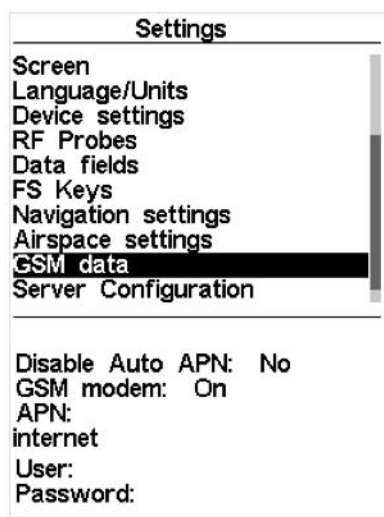 Settings
Screen
Language/Units
Device settings
RF Probes
Data fields
FS Keys
Navigation settings
Airspace settings
GSM data
Server Configuration
Disable Auto APN: No
GSM modem: On
APN:
internet
User:
Password: